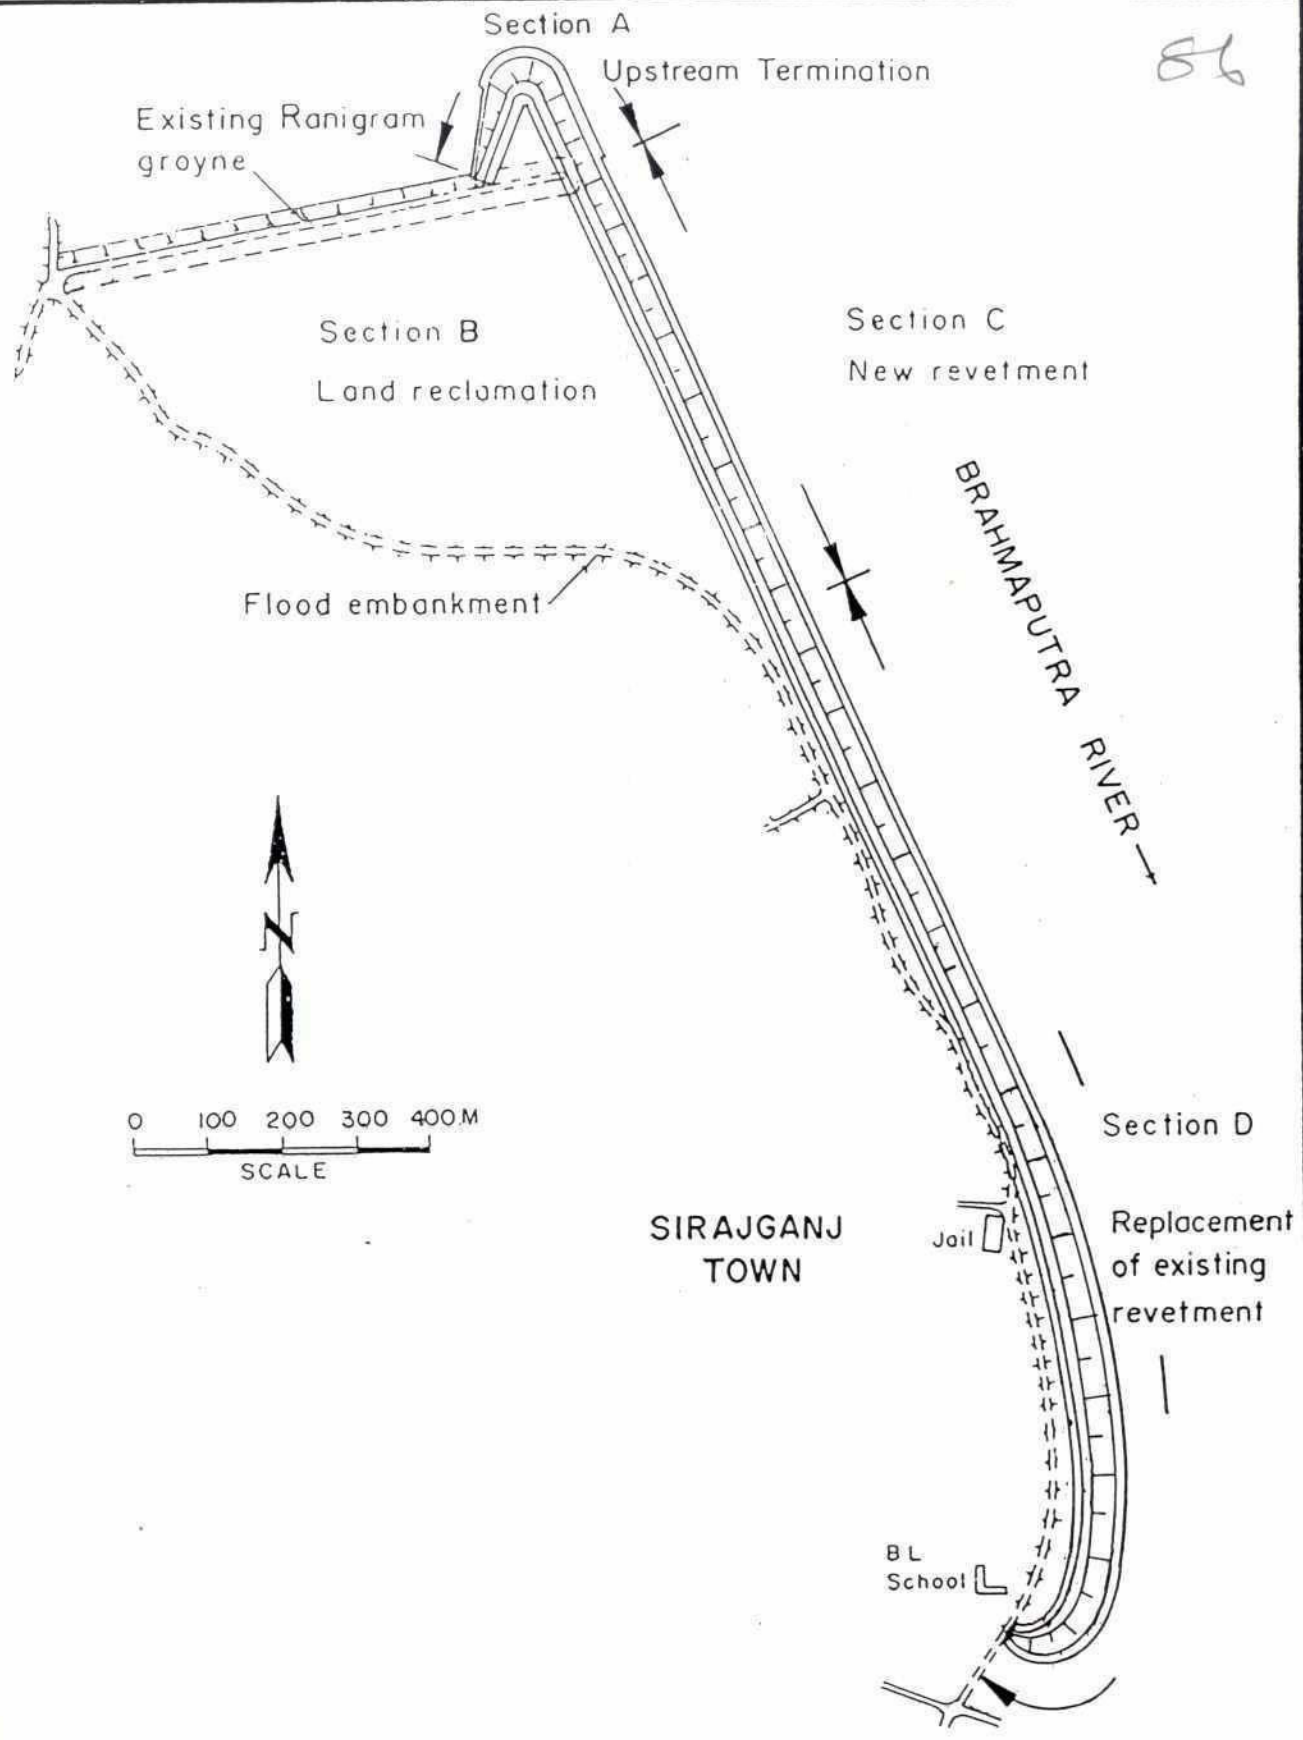 Section A
86
Upstream Termination
Existing Ranigram
groyne
Section B
Land reclamation
Section C
New revetment
BRAHMAPUTRA RIVER
Flood embankment
N
0 100 200 300 400.M
SCALE
Section D
Replacement
of existing
revetment
SIRAJGANJ
TOWN
Jail
BL
School